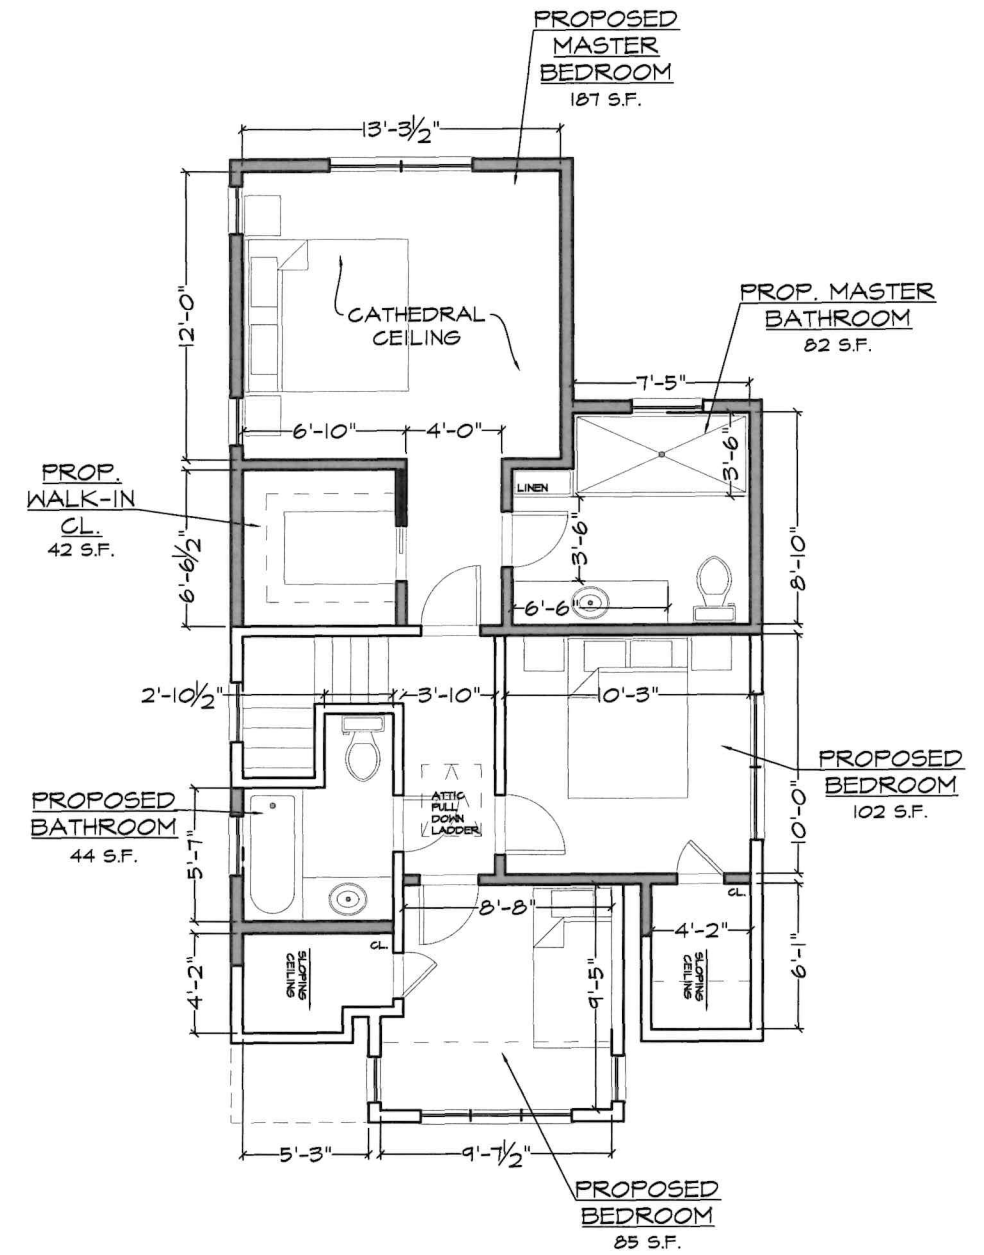 PROPOSED
MASTER
BEDROOM
187 S.F.
13'-3½"
12'-0"
CATHEDRAL
CEILING
PROP. MASTER
BATHROOM
82 S.F.
7'-5"
6'-10"
4'-0"
3'-6"
PROP.
WALK-IN
CL.
42 S.F.
LINEN
6'-6½"
3'-6"
8'-10"
6'-6"
2'-10½"
3'-10"
10'-3"
PROPOSED
BEDROOM
102 S.F.
10'-0"
PROPOSED
BATHROOM
44 S.F.
ATTIC
PULL
DOWN
LADDER
5'-7"
CL.
8'-8"
4'-2"
6'-1"
CL.
SLOPING
CEILING
4'-2"
SLOPING
CEILING
9'-5"
5'-3"
9'-7½"
PROPOSED
BEDROOM
85 S.F.